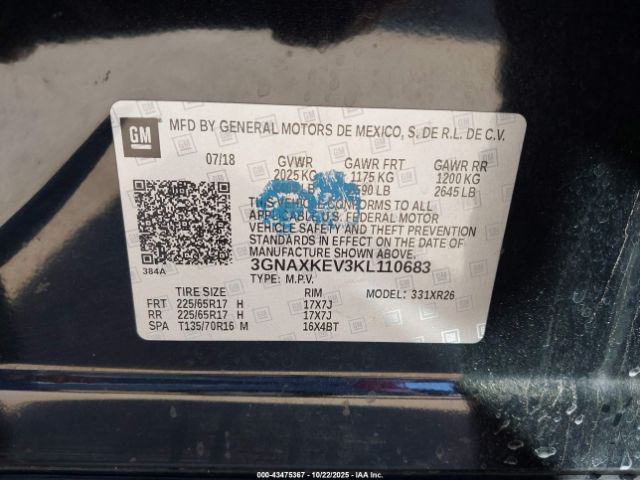 GM
MFD BY GENERAL MOTORS DE MEXICO, S. DE R.L. DE C.V.
07/18 GVWR GAWR FRT GAWR RR
2025 KG 1175 KG 1200 KG
LB 2590 LB 2645 LB
THIS VEHICLE CONFORMS TO ALL
APPLICABLE U.S. FEDERAL MOTOR
VEHICLE SAFETY AND THEFT PREVENTION
STANDARDS IN EFFECT ON THE DATE OF
MANUFACTURE SHOWN ABOVE.
384A
3GNAXKEV3KL110683
TYPE: M.P.V.
TIRE SIZE RIM MODEL: 331XR26
FRT 225/65R17 H 17X7J
RR 225/65R17 H 17X7J
SPA T135/70R16 M 16X4BT
© - 43475367 - 10/22/2025 - IAA, Inc.